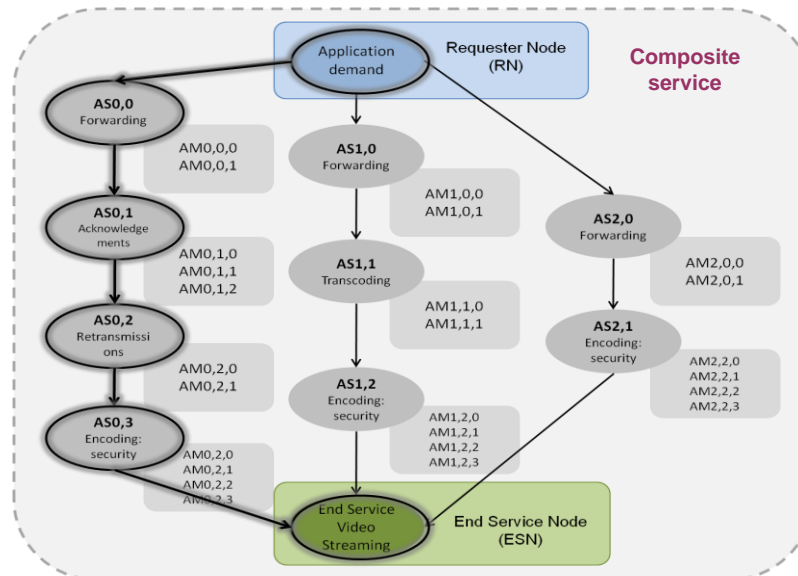 Application
demand
Requester Node
(RN)
Composite
service
AS0,0
Forwarding
AM0,0,0
AM0,0,1
AS0,1
Acknowledge
ments
AM0,1,0
AM0,1,1
AM0,1,2
AS0,2
Retransmissi
ons
AM0,2,0
AM0,2,1
AS0,3
Encoding:
security
AM0,2,0
AM0,2,1
AM0,2,2
AM0,2,3
AS1,0
Forwarding
AM1,0,0
AM1,0,1
AS1,1
Transcoding
AM1,1,0
AM1,1,1
AS1,2
Encoding:
security
AM1,2,0
AM1,2,1
AM1,2,2
AM1,2,3
AS2,0
Forwarding
AM2,0,0
AM2,0,1
AS2,1
Encoding:
security
AM2,2,0
AM2,2,1
AM2,2,2
AM2,2,3
End Service
Video
Streaming
End Service Node
(ESN)